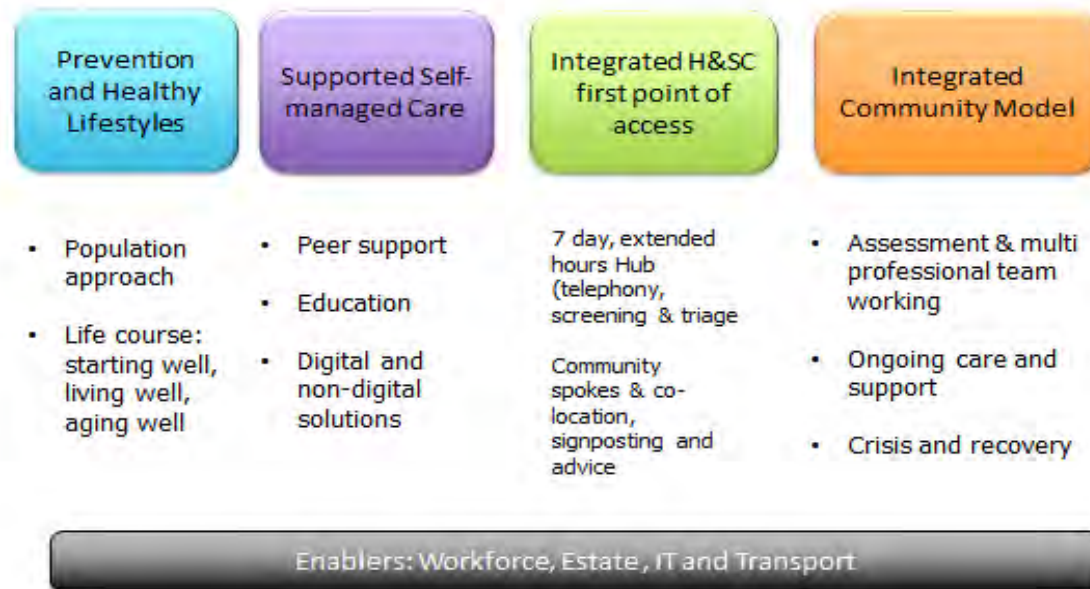 Prevention
and Healthy
Lifestyles
Supported Self-
managed Care
Integrated H&SC
first point of
access
Integrated
Community Model
• Population
approach
• Life course:
starting well,
living well,
aging well
• Peer support
• Education
• Digital and
non-digital
solutions
7 day, extended
hours Hub
(telephony,
screening & triage
Community
spokes & co-
location,
signposting and
advice
• Assessment & multi
professional team
working
• Ongoing care and
support
• Crisis and recovery
Enablers: Workforce, Estate, IT and Transport